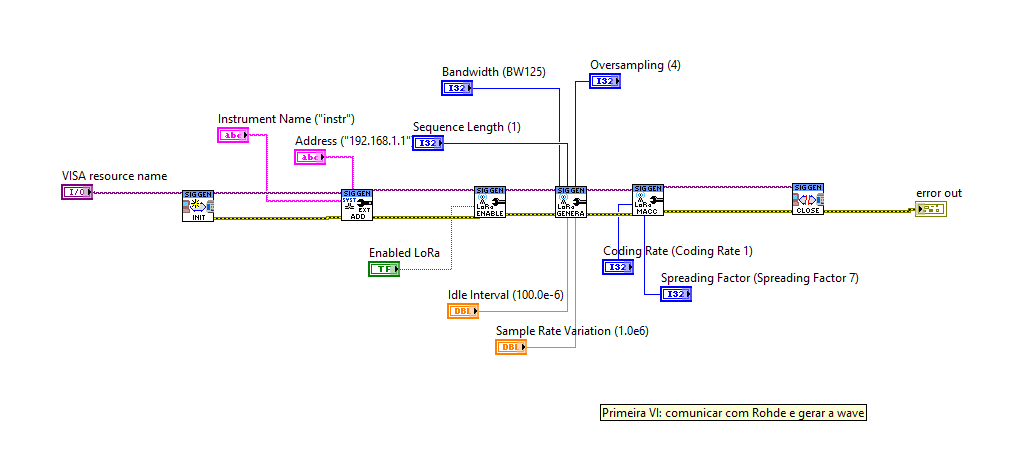 Oversampling (4)
I32
Bandwidth (BW125)
I32
Instrument Name ("instr")
abc
Sequence Length (1)
I32
Address ("192.168.1.1"
abc
VISA resource name
I/O
SIGGEN
INIT
SIGGEN
SYST
EXT
ADD
SIGGEN
LoRa
ENABLE
SIGGEN
LoRa
GENERA
SIGGEN
LoRa
MACC
SIGGEN
CLOSE
error out
Enabled LoRa
TF
Coding Rate (Coding Rate 1)
I32
Spreading Factor (Spreading Factor 7)
I32
Idle Interval (100.0e-6)
DBL
Sample Rate Variation (1.0e6)
DBL
Primeira VI: comunicar com Rohde e gerar a wave